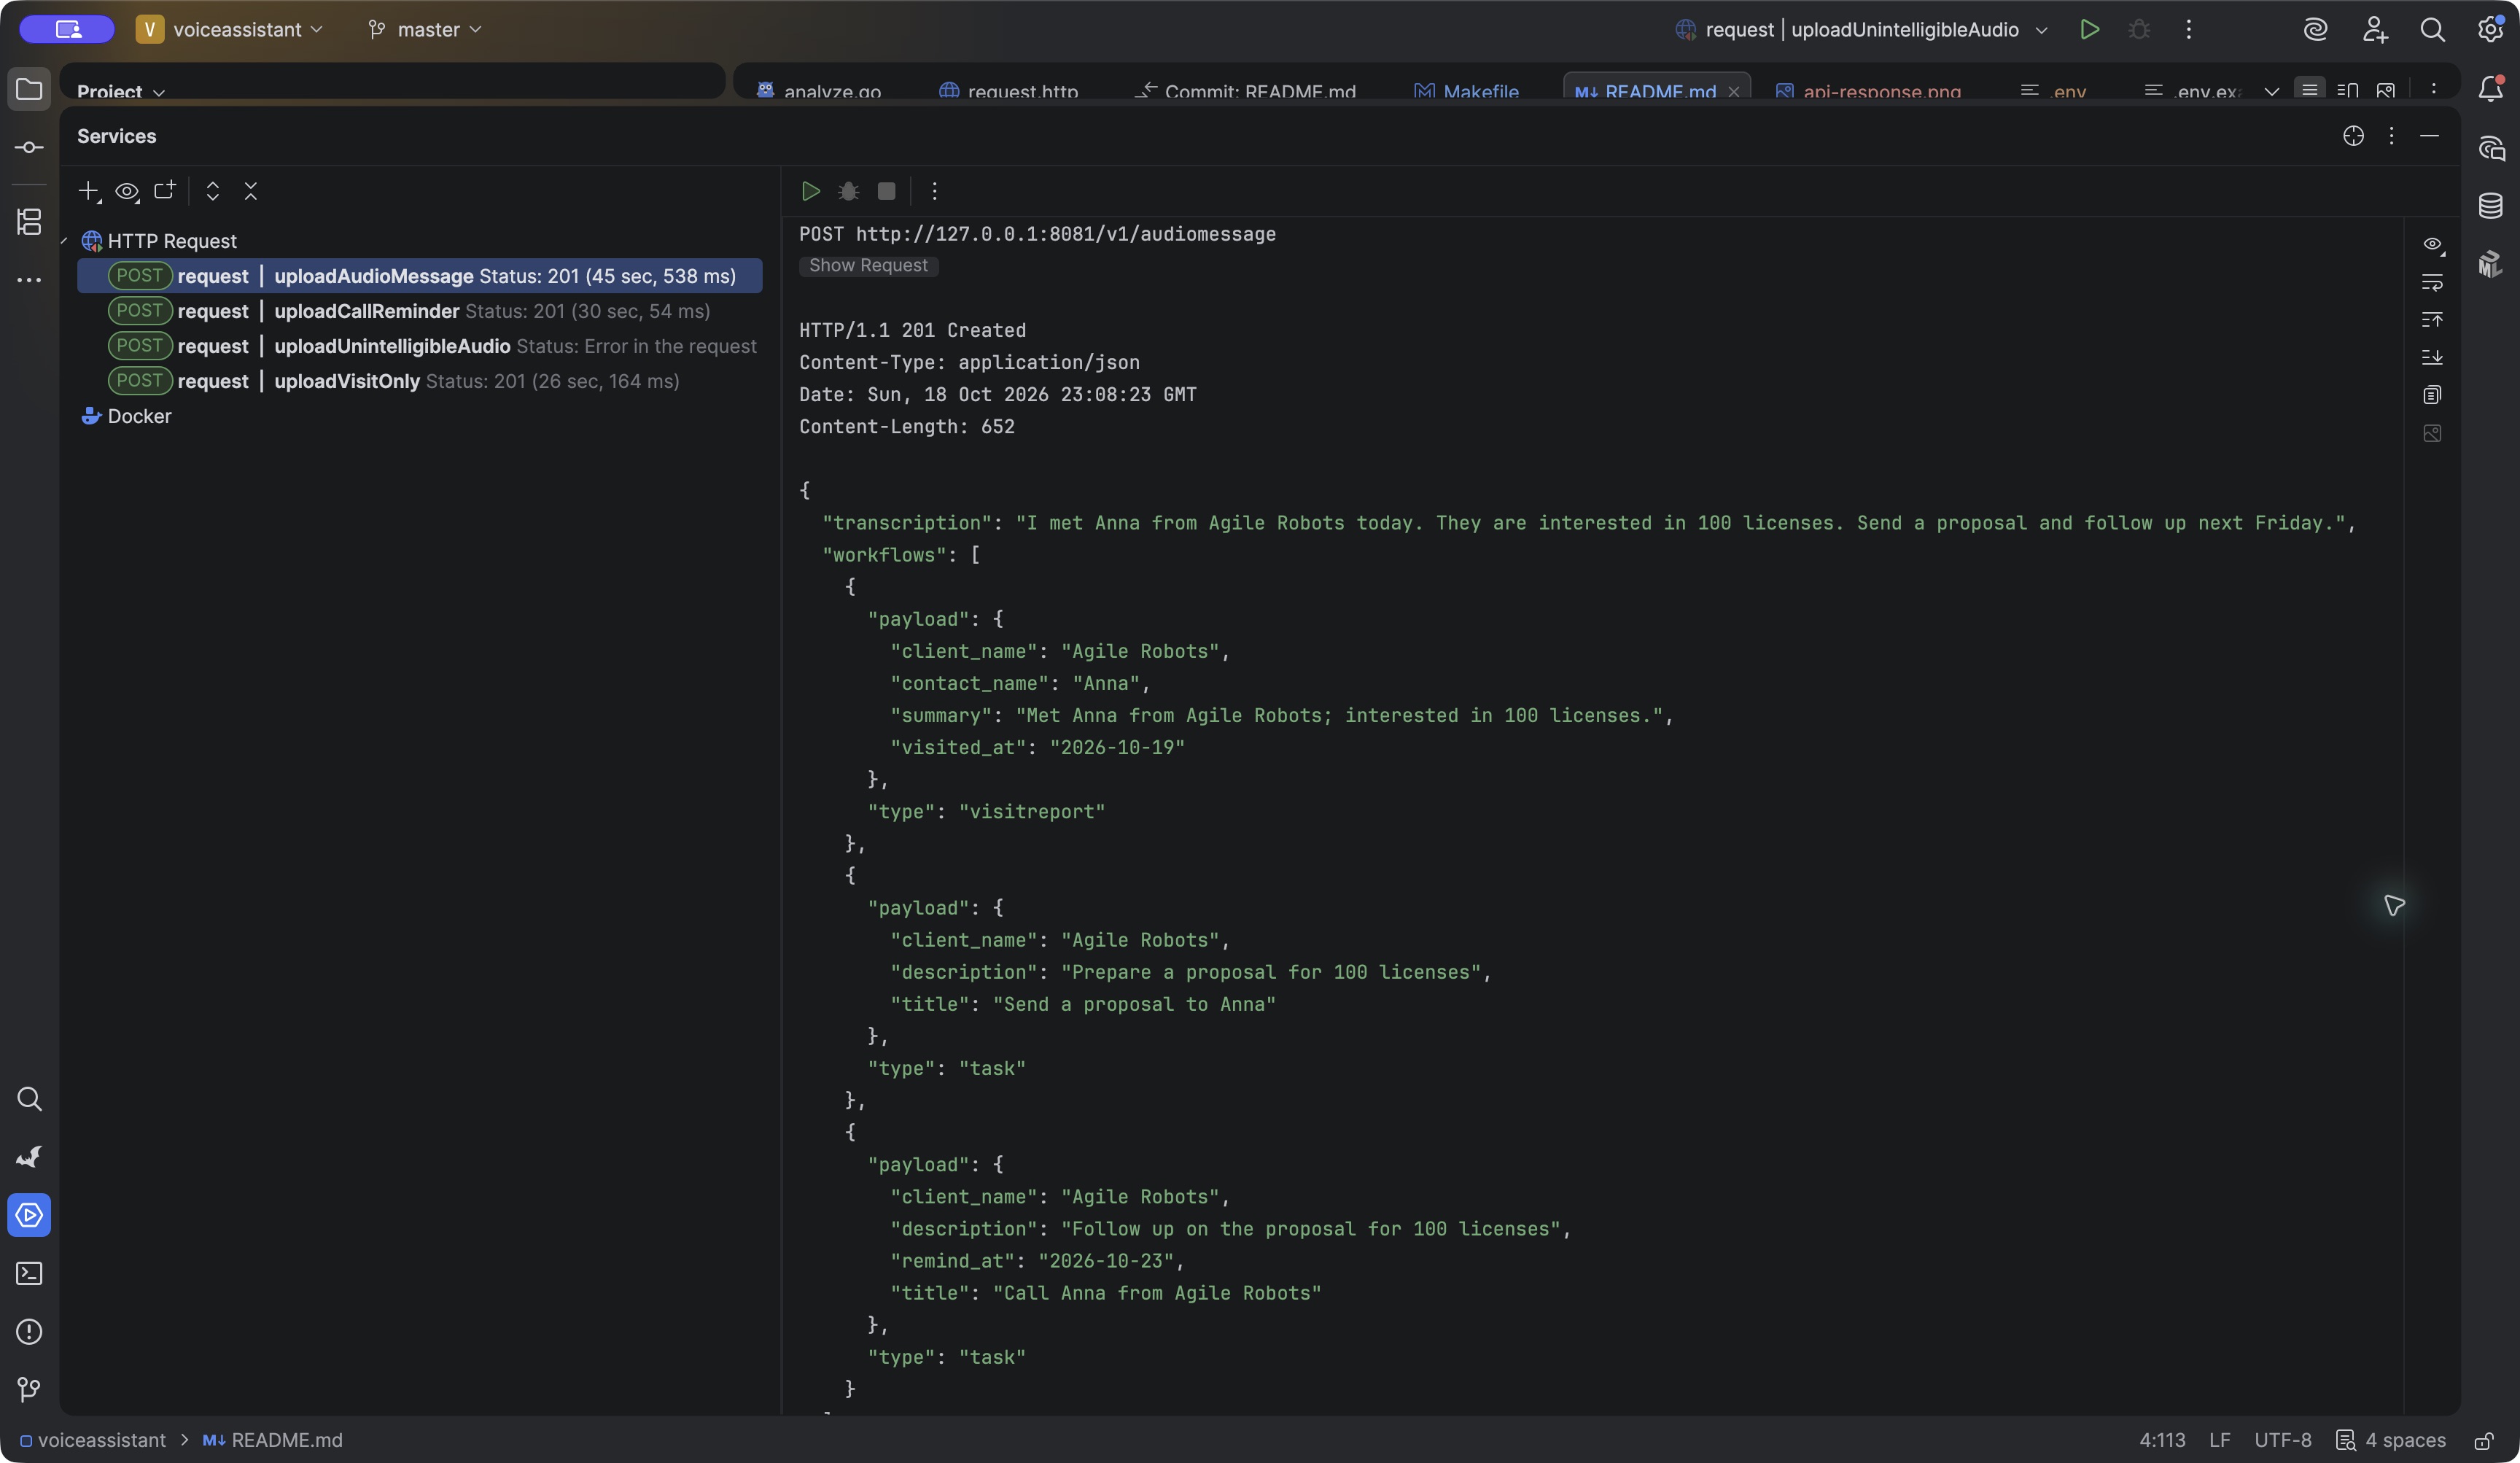 V voiceassistant master request | uploadUnintelligibleAudio
Project
analyze.go request.http Commit: README.md Makefile README.md api-response.png .env
Services
HTTP Request
POST request | uploadAudioMessage Status: 201 (45 sec, 538 ms)
POST request | uploadCallReminder Status: 201 (30 sec, 54 ms)
POST request | uploadUnintelligibleAudio Status: Error in the request
POST request | uploadVisitOnly Status: 201 (26 sec, 164 ms)
Docker
POST http://127.0.0.1:8081/v1/audiomessage
Show Request
HTTP/1.1 201 Created
Content-Type: application/json
Date: Sun, 18 Oct 2026 23:08:23 GMT
Content-Length: 652
{
"transcription": "I met Anna from Agile Robots today. They are interested in 100 licenses. Send a proposal and follow up next Friday.",
"workflows": [
{
"payload": {
"client_name": "Agile Robots",
"contact_name": "Anna",
"summary": "Met Anna from Agile Robots; interested in 100 licenses.",
"visited_at": "2026-10-19"
},
"type": "visitreport"
},
{
"payload": {
"client_name": "Agile Robots",
"description": "Prepare a proposal for 100 licenses",
"title": "Send a proposal to Anna"
},
"type": "task"
},
{
"payload": {
"client_name": "Agile Robots",
"description": "Follow up on the proposal for 100 licenses",
"remind_at": "2026-10-23",
"title": "Call Anna from Agile Robots"
},
"type": "task"
}
voiceassistant > M↓ README.md
4:113 LF UTF-8 4 spaces